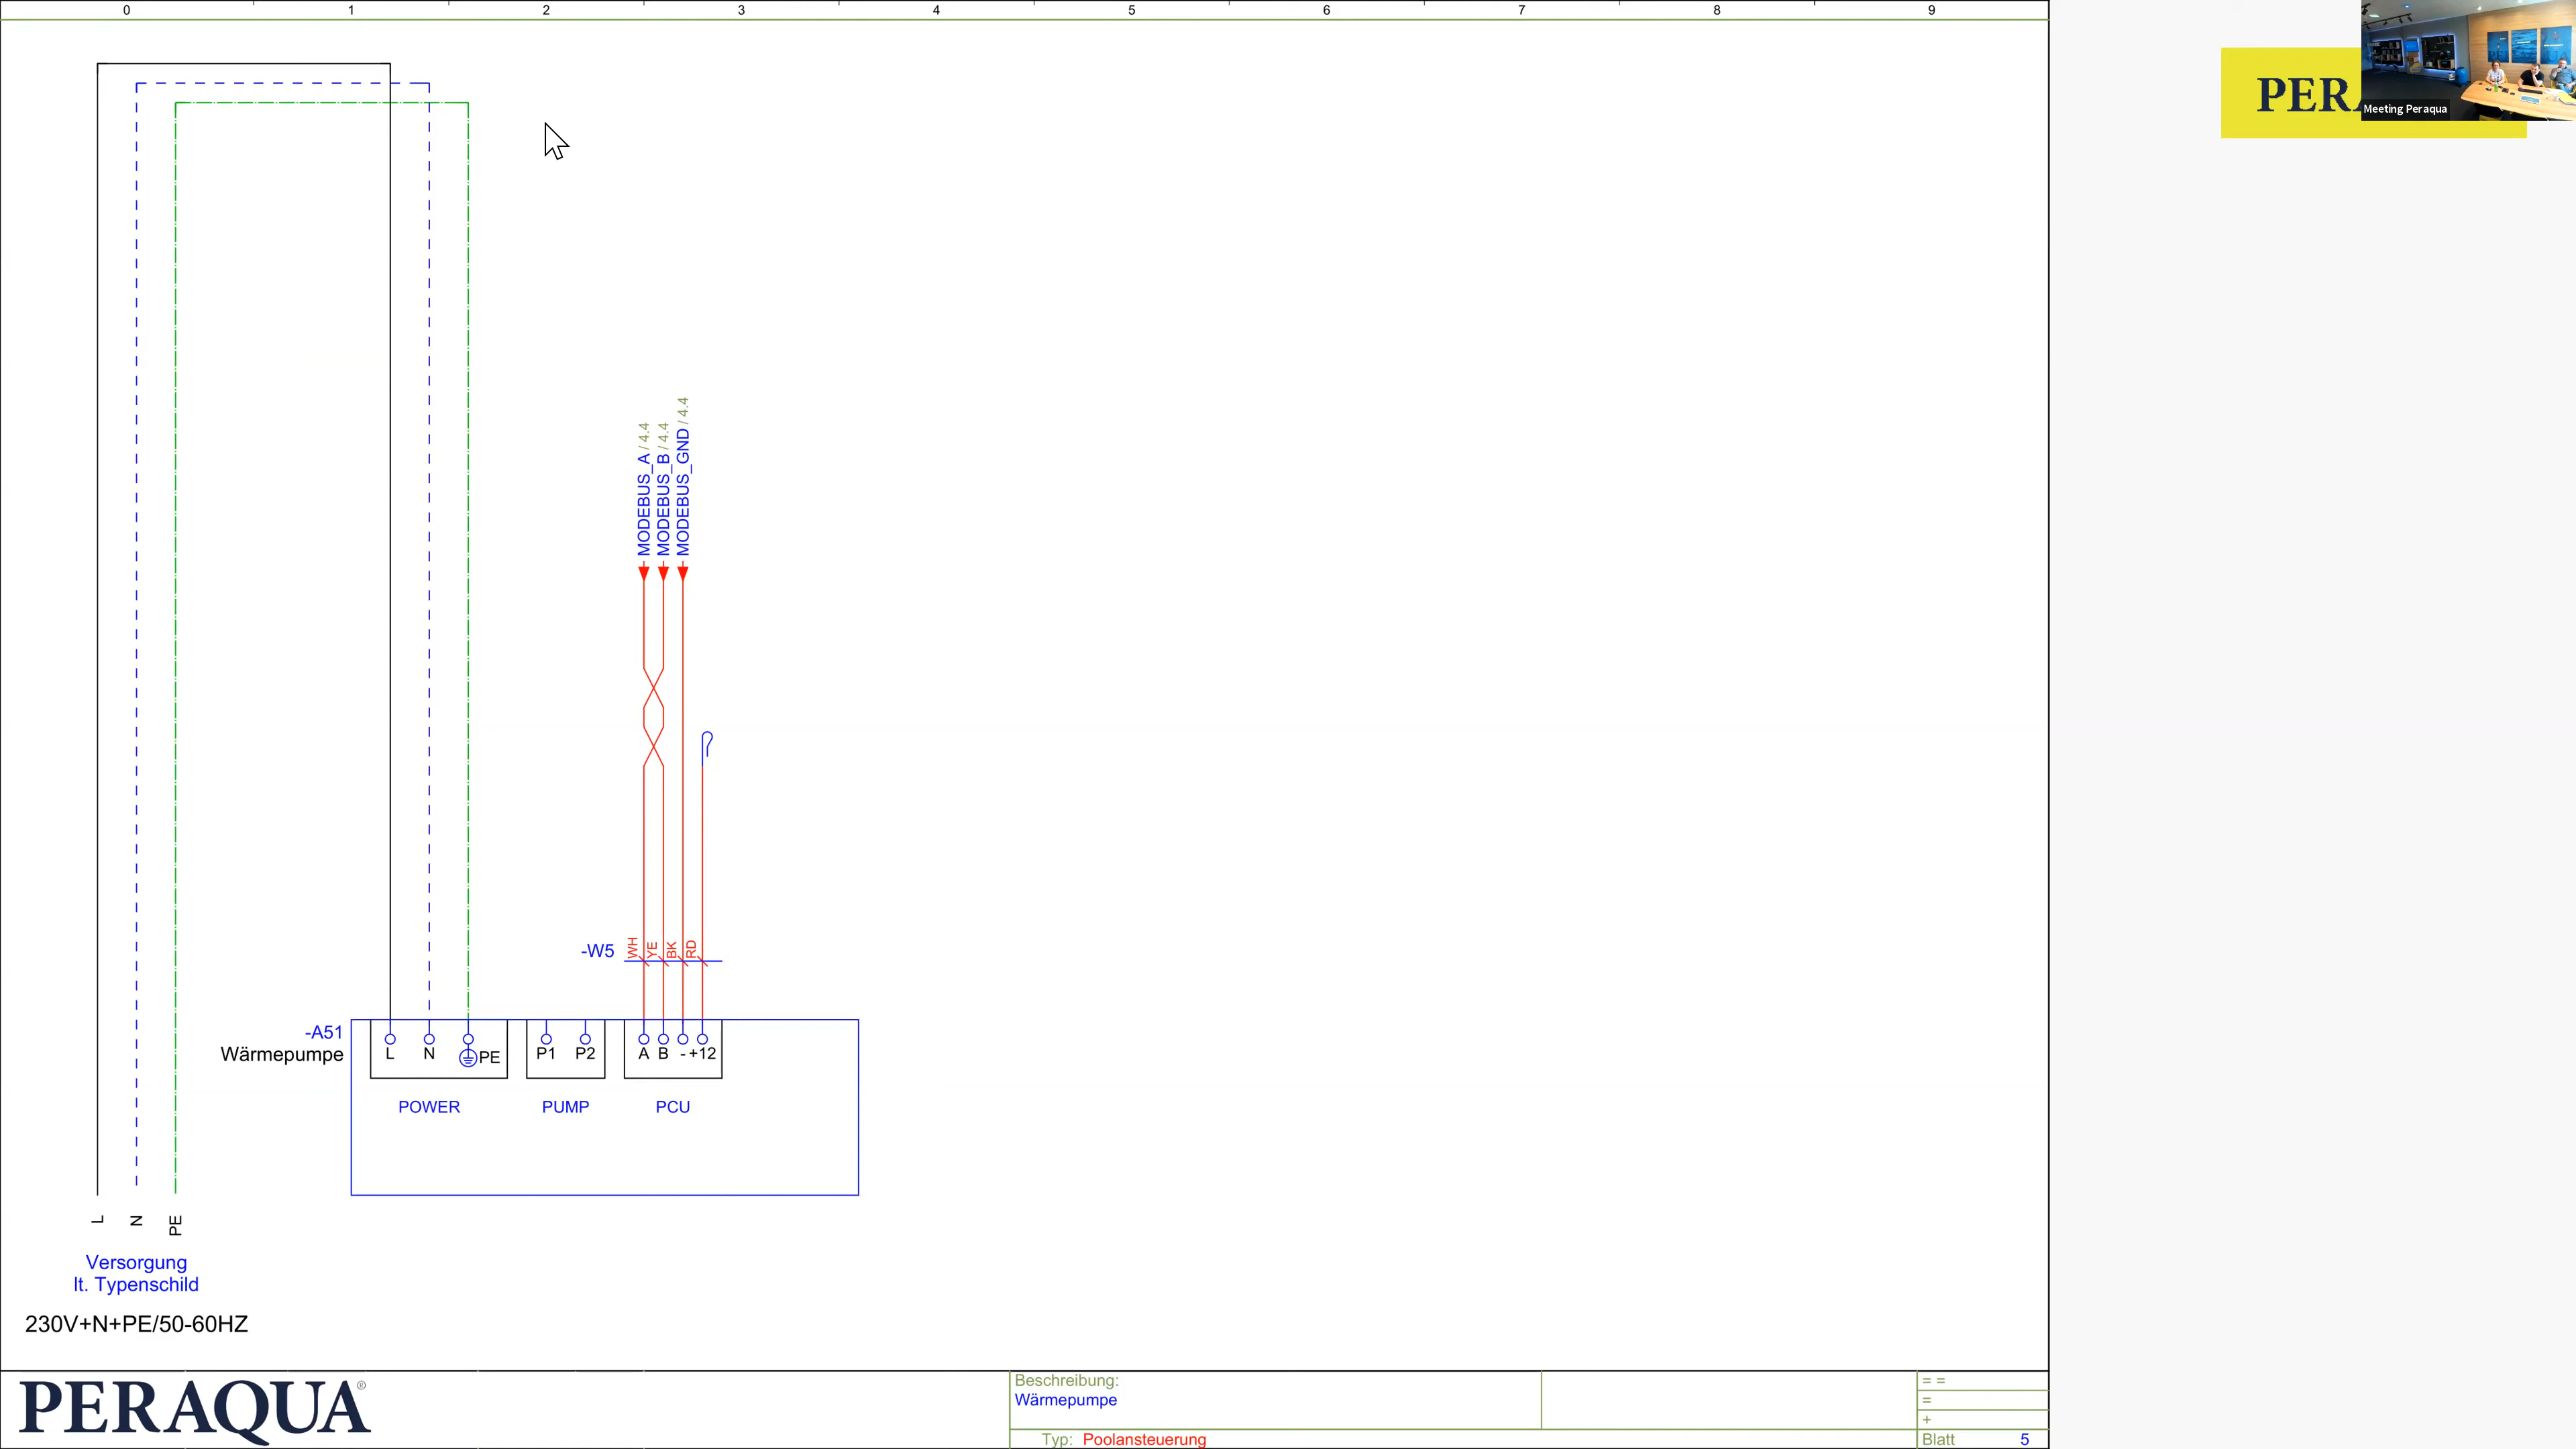 0 1 2 3 4 5 6 7 8 9
PER
Meeting Peraqua
MODEBUS_A / 4.4
MODEBUS_B / 4.4
MODEBUS_GND / 4.4
-W5 WH YE BK RD
-A51
Wärmepumpe
L N PE P1 P2 A B - +12
POWER PUMP PCU
L N PE
Versorgung
lt. Typenschild
230V+N+PE/50-60HZ
PERAQUA®
Beschreibung:
Wärmepumpe
Typ: Poolansteuerung
= =
=
+
Blatt 5